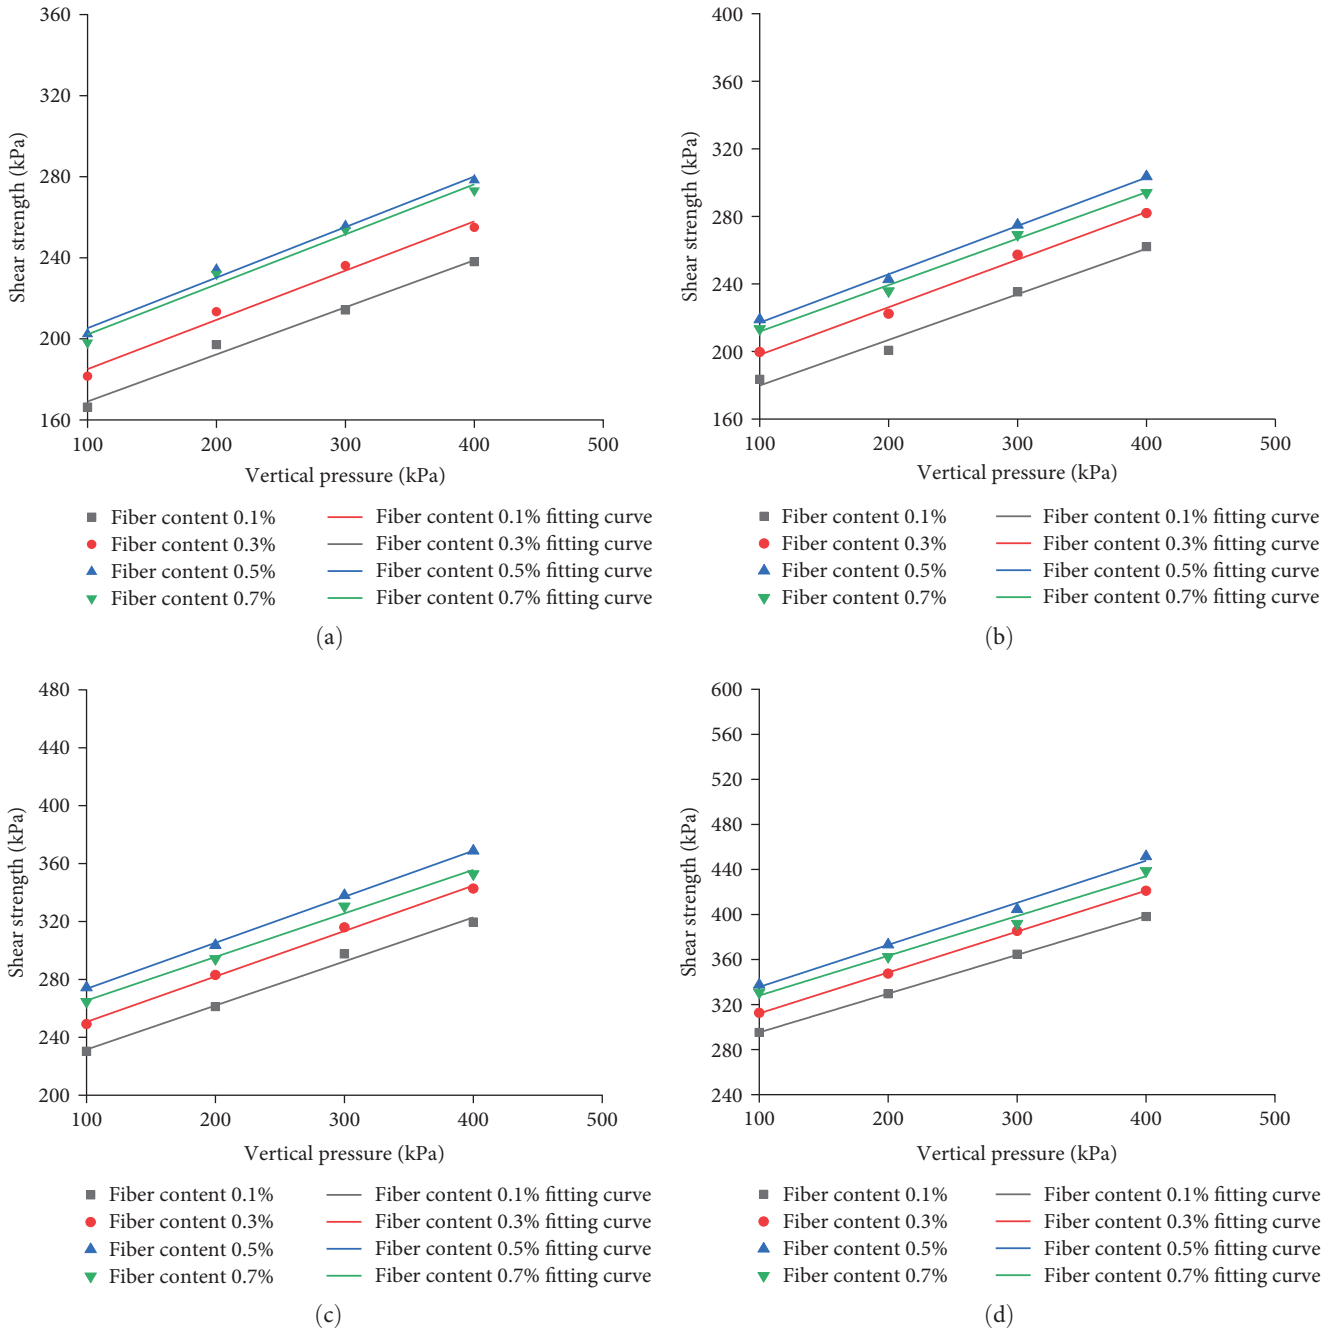 360
320
280
240
200
160
Shear strength (kPa)
100 200 300 400 500
Vertical pressure (kPa)
Fiber content 0.1% Fiber content 0.1% fitting curve
Fiber content 0.3% Fiber content 0.3% fitting curve
Fiber content 0.5% Fiber content 0.5% fitting curve
Fiber content 0.7% Fiber content 0.7% fitting curve
(a)
400
360
320
280
240
200
160
Shear strength (kPa)
100 200 300 400 500
Vertical pressure (kPa)
Fiber content 0.1% Fiber content 0.1% fitting curve
Fiber content 0.3% Fiber content 0.3% fitting curve
Fiber content 0.5% Fiber content 0.5% fitting curve
Fiber content 0.7% Fiber content 0.7% fitting curve
(b)
480
440
400
360
320
280
240
200
Shear strength (kPa)
100 200 300 400 500
Vertical pressure (kPa)
Fiber content 0.1% Fiber content 0.1% fitting curve
Fiber content 0.3% Fiber content 0.3% fitting curve
Fiber content 0.5% Fiber content 0.5% fitting curve
Fiber content 0.7% Fiber content 0.7% fitting curve
(c)
600
560
520
480
440
400
360
320
280
240
Shear strength (kPa)
100 200 300 400 500
Vertical pressure (kPa)
Fiber content 0.1% Fiber content 0.1% fitting curve
Fiber content 0.3% Fiber content 0.3% fitting curve
Fiber content 0.5% Fiber content 0.5% fitting curve
Fiber content 0.7% Fiber content 0.7% fitting curve
(d)